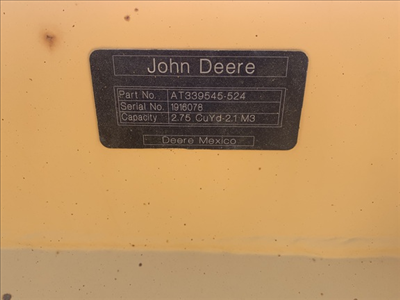 John Deere
Part No. AT339545-524
Serial No. 1916078
Capacity 2.75 CuYd-2.1 M3
Deere Mexico